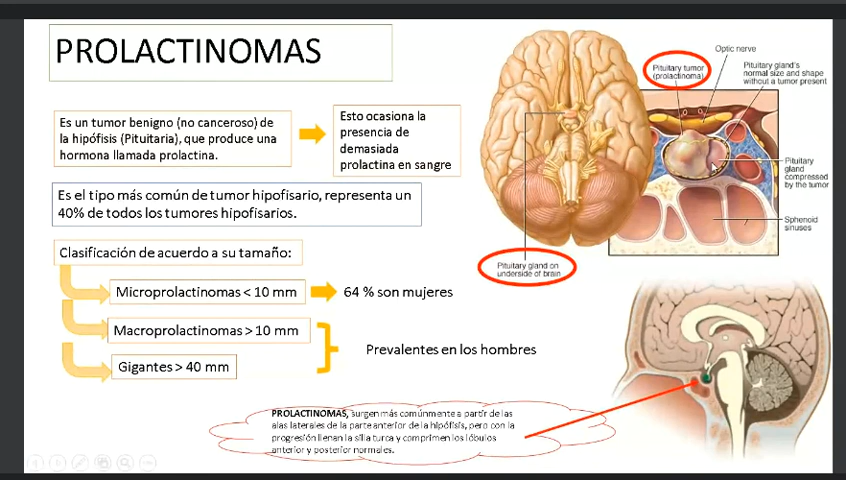 PROLACTINOMAS
Es un tumor benigno (no canceroso) de
la hipófisis (Pituitaria), que produce una
hormona llamada prolactina.
Esto ocasiona la
presencia de
demasiada
prolactina en sangre
Es el tipo más común de tumor hipofisario, representa un
40% de todos los tumores hipofisarios.
Clasificación de acuerdo a su tamaño:
Microprolactinomas < 10 mm
64 % son mujeres
Macroprolactinomas > 10 mm
Gigantes > 40 mm
Prevalentes en los hombres
PROLACTINOMAS, surgen más comúnmente a partir de las
alas laterales de la parte anterior de la hipófisis, pero con la
progresión llenan la silla turca y comprimen los lóbulos
anterior y posterior normales.
Optic nerve
Pituitary tumor
(prolactinoma)
Pituitary gland's
normal size and shape
without a tumor present
Pituitary
gland
compressed
by the tumor
Sphenoid
sinuses
Pituitary gland on
underside of brain